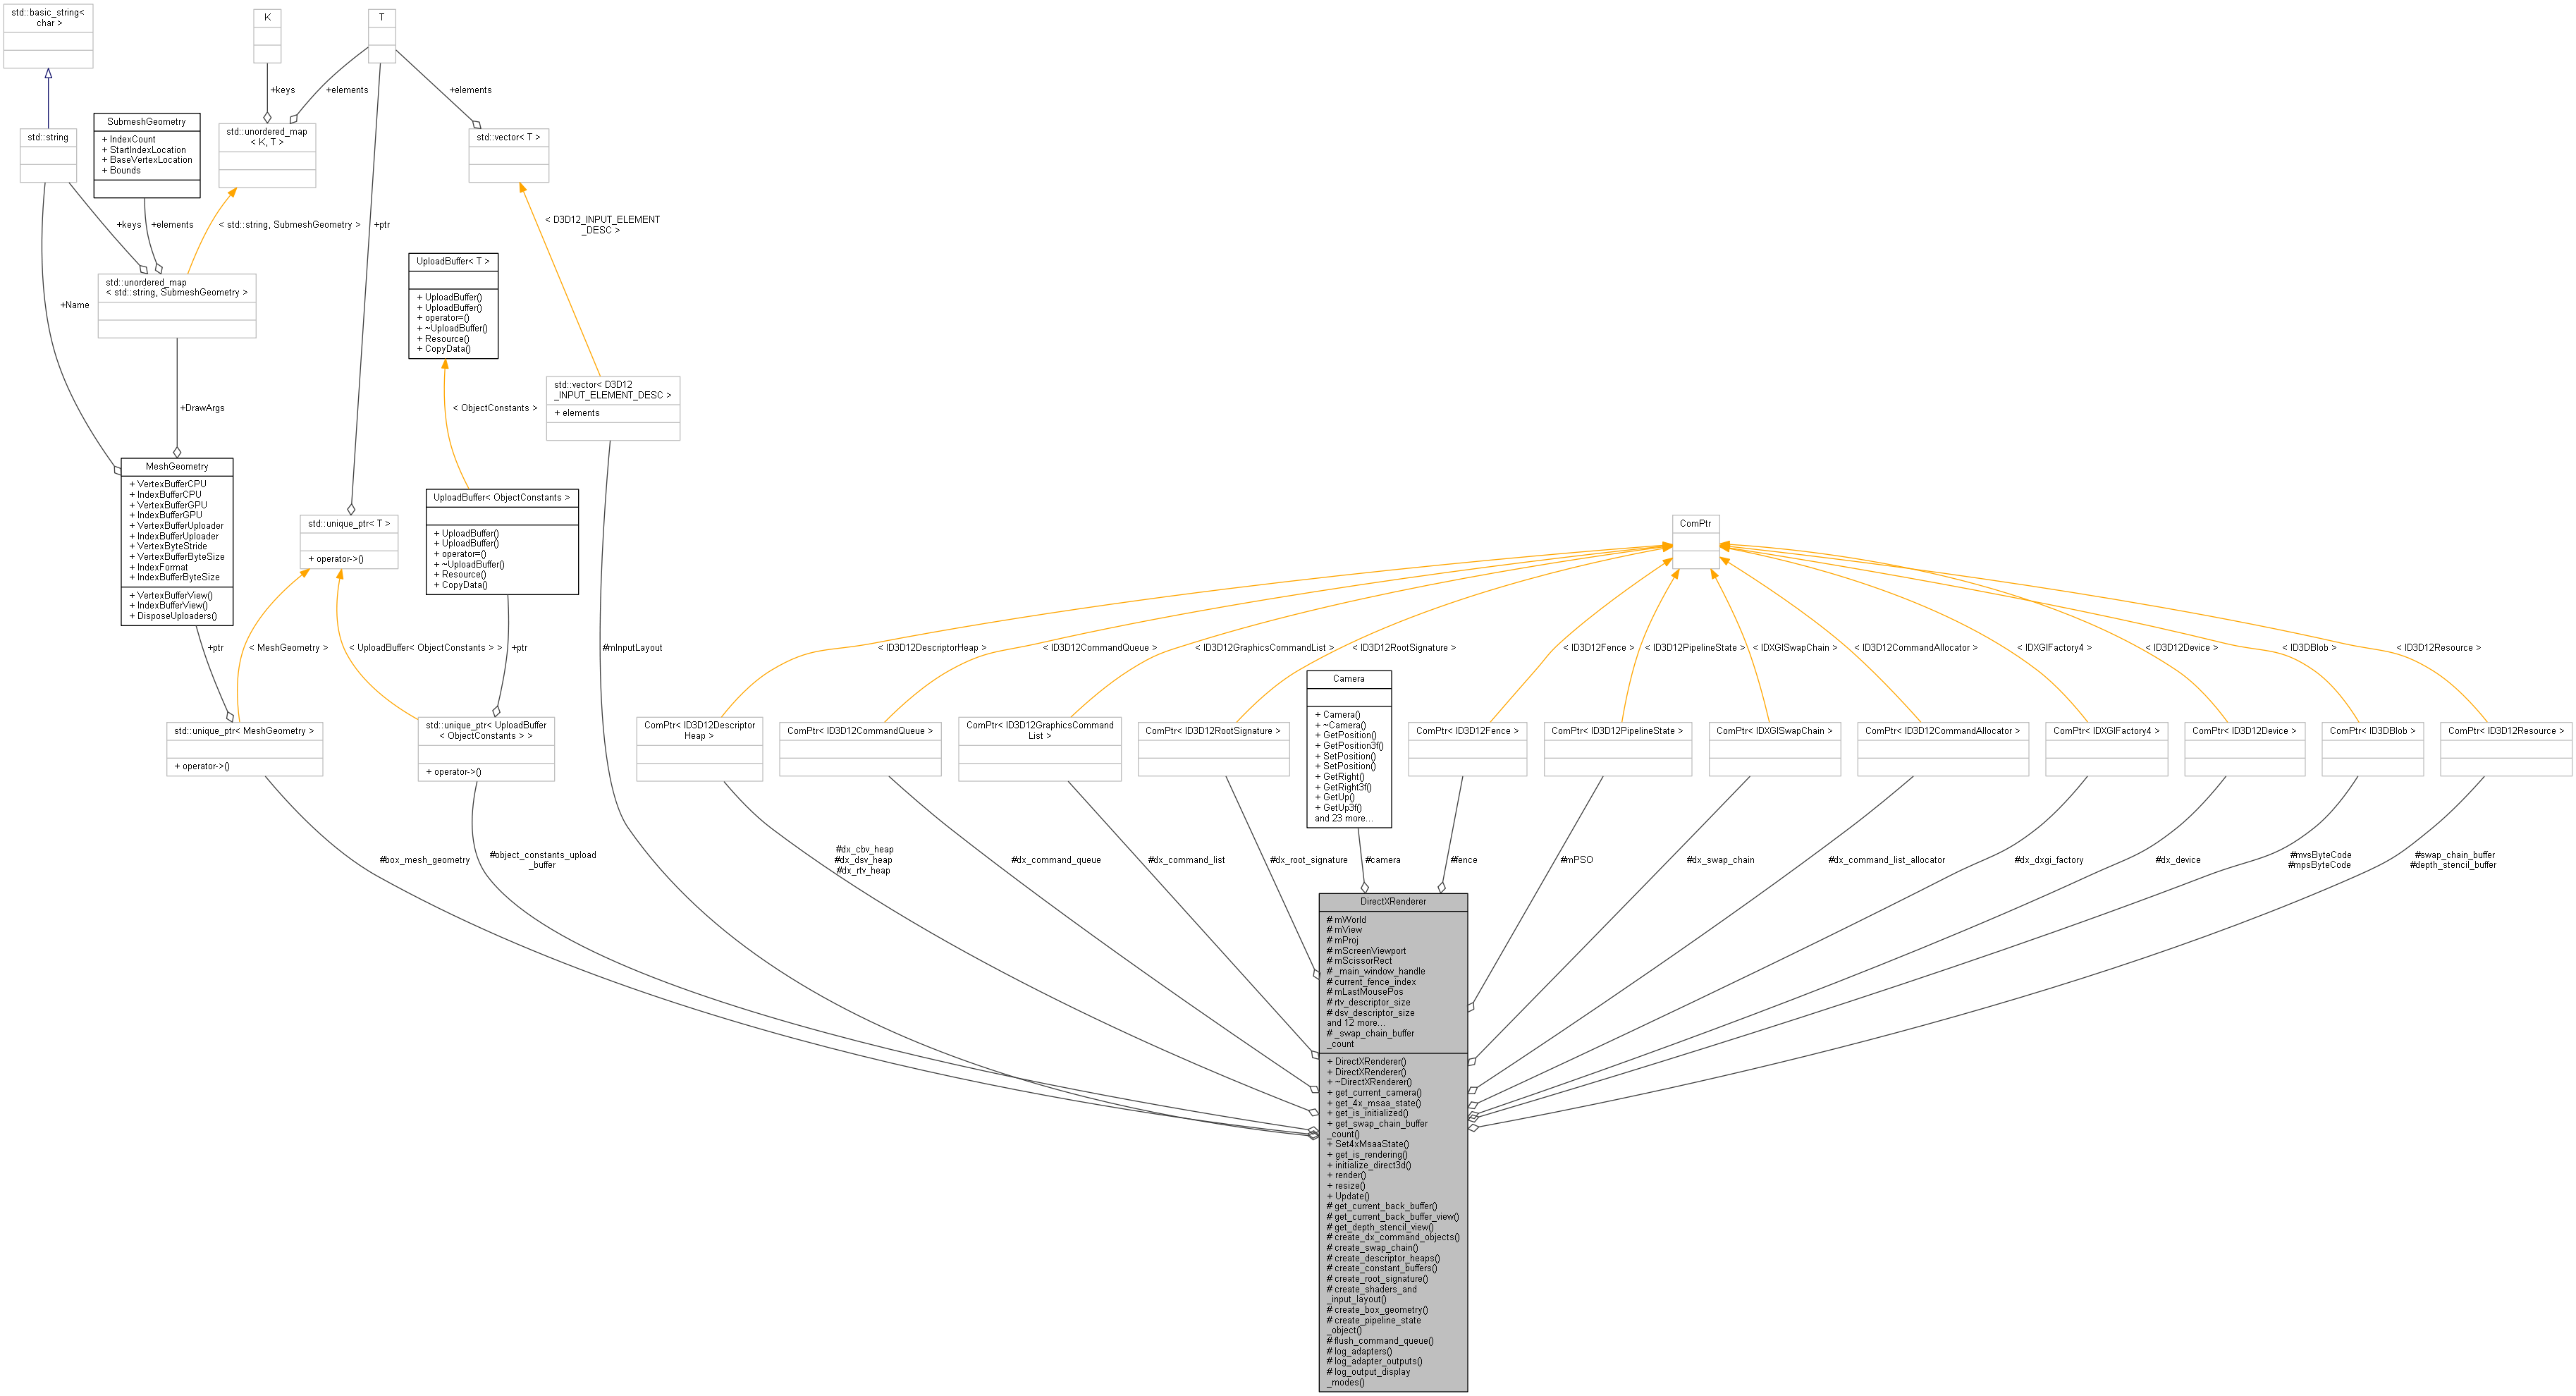 std::basic_string<
char >
K
T
+keys
+elements
+elements
std::string
SubmeshGeometry
+ IndexCount
+ StartIndexLocation
+ BaseVertexLocation
+ Bounds
std::unordered_map
< K, T >
std::vector< T >
+keys
+elements
< std::string, SubmeshGeometry >
+ptr
< D3D12_INPUT_ELEMENT
_DESC >
std::unordered_map
< std::string, SubmeshGeometry >
+Name
UploadBuffer< T >
+ UploadBuffer()
+ UploadBuffer()
+ operator=()
+ ~UploadBuffer()
+ Resource()
+ CopyData()
std::vector< D3D12
_INPUT_ELEMENT_DESC >
+ elements
+DrawArgs
< ObjectConstants >
MeshGeometry
+ VertexBufferCPU
+ IndexBufferCPU
+ VertexBufferGPU
+ IndexBufferGPU
+ VertexBufferUploader
+ IndexBufferUploader
+ VertexByteStride
+ VertexBufferByteSize
+ IndexFormat
+ IndexBufferByteSize
+ VertexBufferView()
+ IndexBufferView()
+ DisposeUploaders()
std::unique_ptr< T >
+ operator->()
UploadBuffer< ObjectConstants >
+ UploadBuffer()
+ UploadBuffer()
+ operator=()
+ ~UploadBuffer()
+ Resource()
+ CopyData()
ComPtr
+ptr
< MeshGeometry >
< UploadBuffer< ObjectConstants > >
+ptr
#mInputLayout
< ID3D12DescriptorHeap >
< ID3D12CommandQueue >
< ID3D12GraphicsCommandList >
< ID3D12RootSignature >
< ID3D12Fence >
< ID3D12PipelineState >
< IDXGISwapChain >
< ID3D12CommandAllocator >
< IDXGIFactory4 >
< ID3D12Device >
< ID3DBlob >
< ID3D12Resource >
std::unique_ptr< MeshGeometry >
+ operator->()
std::unique_ptr< UploadBuffer
< ObjectConstants > >
+ operator->()
ComPtr< ID3D12Descriptor
Heap >
ComPtr< ID3D12CommandQueue >
ComPtr< ID3D12GraphicsCommand
List >
ComPtr< ID3D12RootSignature >
Camera
+ Camera()
+ ~Camera()
+ GetPosition()
+ GetPosition3f()
+ SetPosition()
+ SetPosition()
+ GetRight()
+ GetRight3f()
+ GetUp()
+ GetUp3f()
and 23 more...
ComPtr< ID3D12Fence >
ComPtr< ID3D12PipelineState >
ComPtr< IDXGISwapChain >
ComPtr< ID3D12CommandAllocator >
ComPtr< IDXGIFactory4 >
ComPtr< ID3D12Device >
ComPtr< ID3DBlob >
ComPtr< ID3D12Resource >
#box_mesh_geometry
#object_constants_upload
_buffer
#dx_cbv_heap
#dx_dsv_heap
#dx_rtv_heap
#dx_command_queue
#dx_command_list
#dx_root_signature
#camera
#fence
#mPSO
#dx_swap_chain
#dx_command_list_allocator
#dx_dxgi_factory
#dx_device
#mvsByteCode
#mpsByteCode
#swap_chain_buffer
#depth_stencil_buffer
DirectXRenderer
# mWorld
# mView
# mProj
# mScreenViewport
# mScissorRect
# _main_window_handle
# current_fence_index
# mLastMousePos
# rtv_descriptor_size
# dsv_descriptor_size
and 12 more...
# _swap_chain_buffer
_count
+ DirectXRenderer()
+ DirectXRenderer()
+ ~DirectXRenderer()
+ get_current_camera()
+ get_4x_msaa_state()
+ get_is_initialized()
+ get_swap_chain_buffer
_count()
+ Set4xMsaaState()
+ get_is_rendering()
+ initialize_direct3d()
+ render()
+ resize()
+ Update()
# get_current_back_buffer()
# get_current_back_buffer_view()
# get_depth_stencil_view()
# create_dx_command_objects()
# create_swap_chain()
# create_descriptor_heaps()
# create_constant_buffers()
# create_root_signature()
# create_shaders_and
_input_layout()
# create_box_geometry()
# create_pipeline_state
_object()
# flush_command_queue()
# log_adapters()
# log_adapter_outputs()
# log_output_display
_modes()